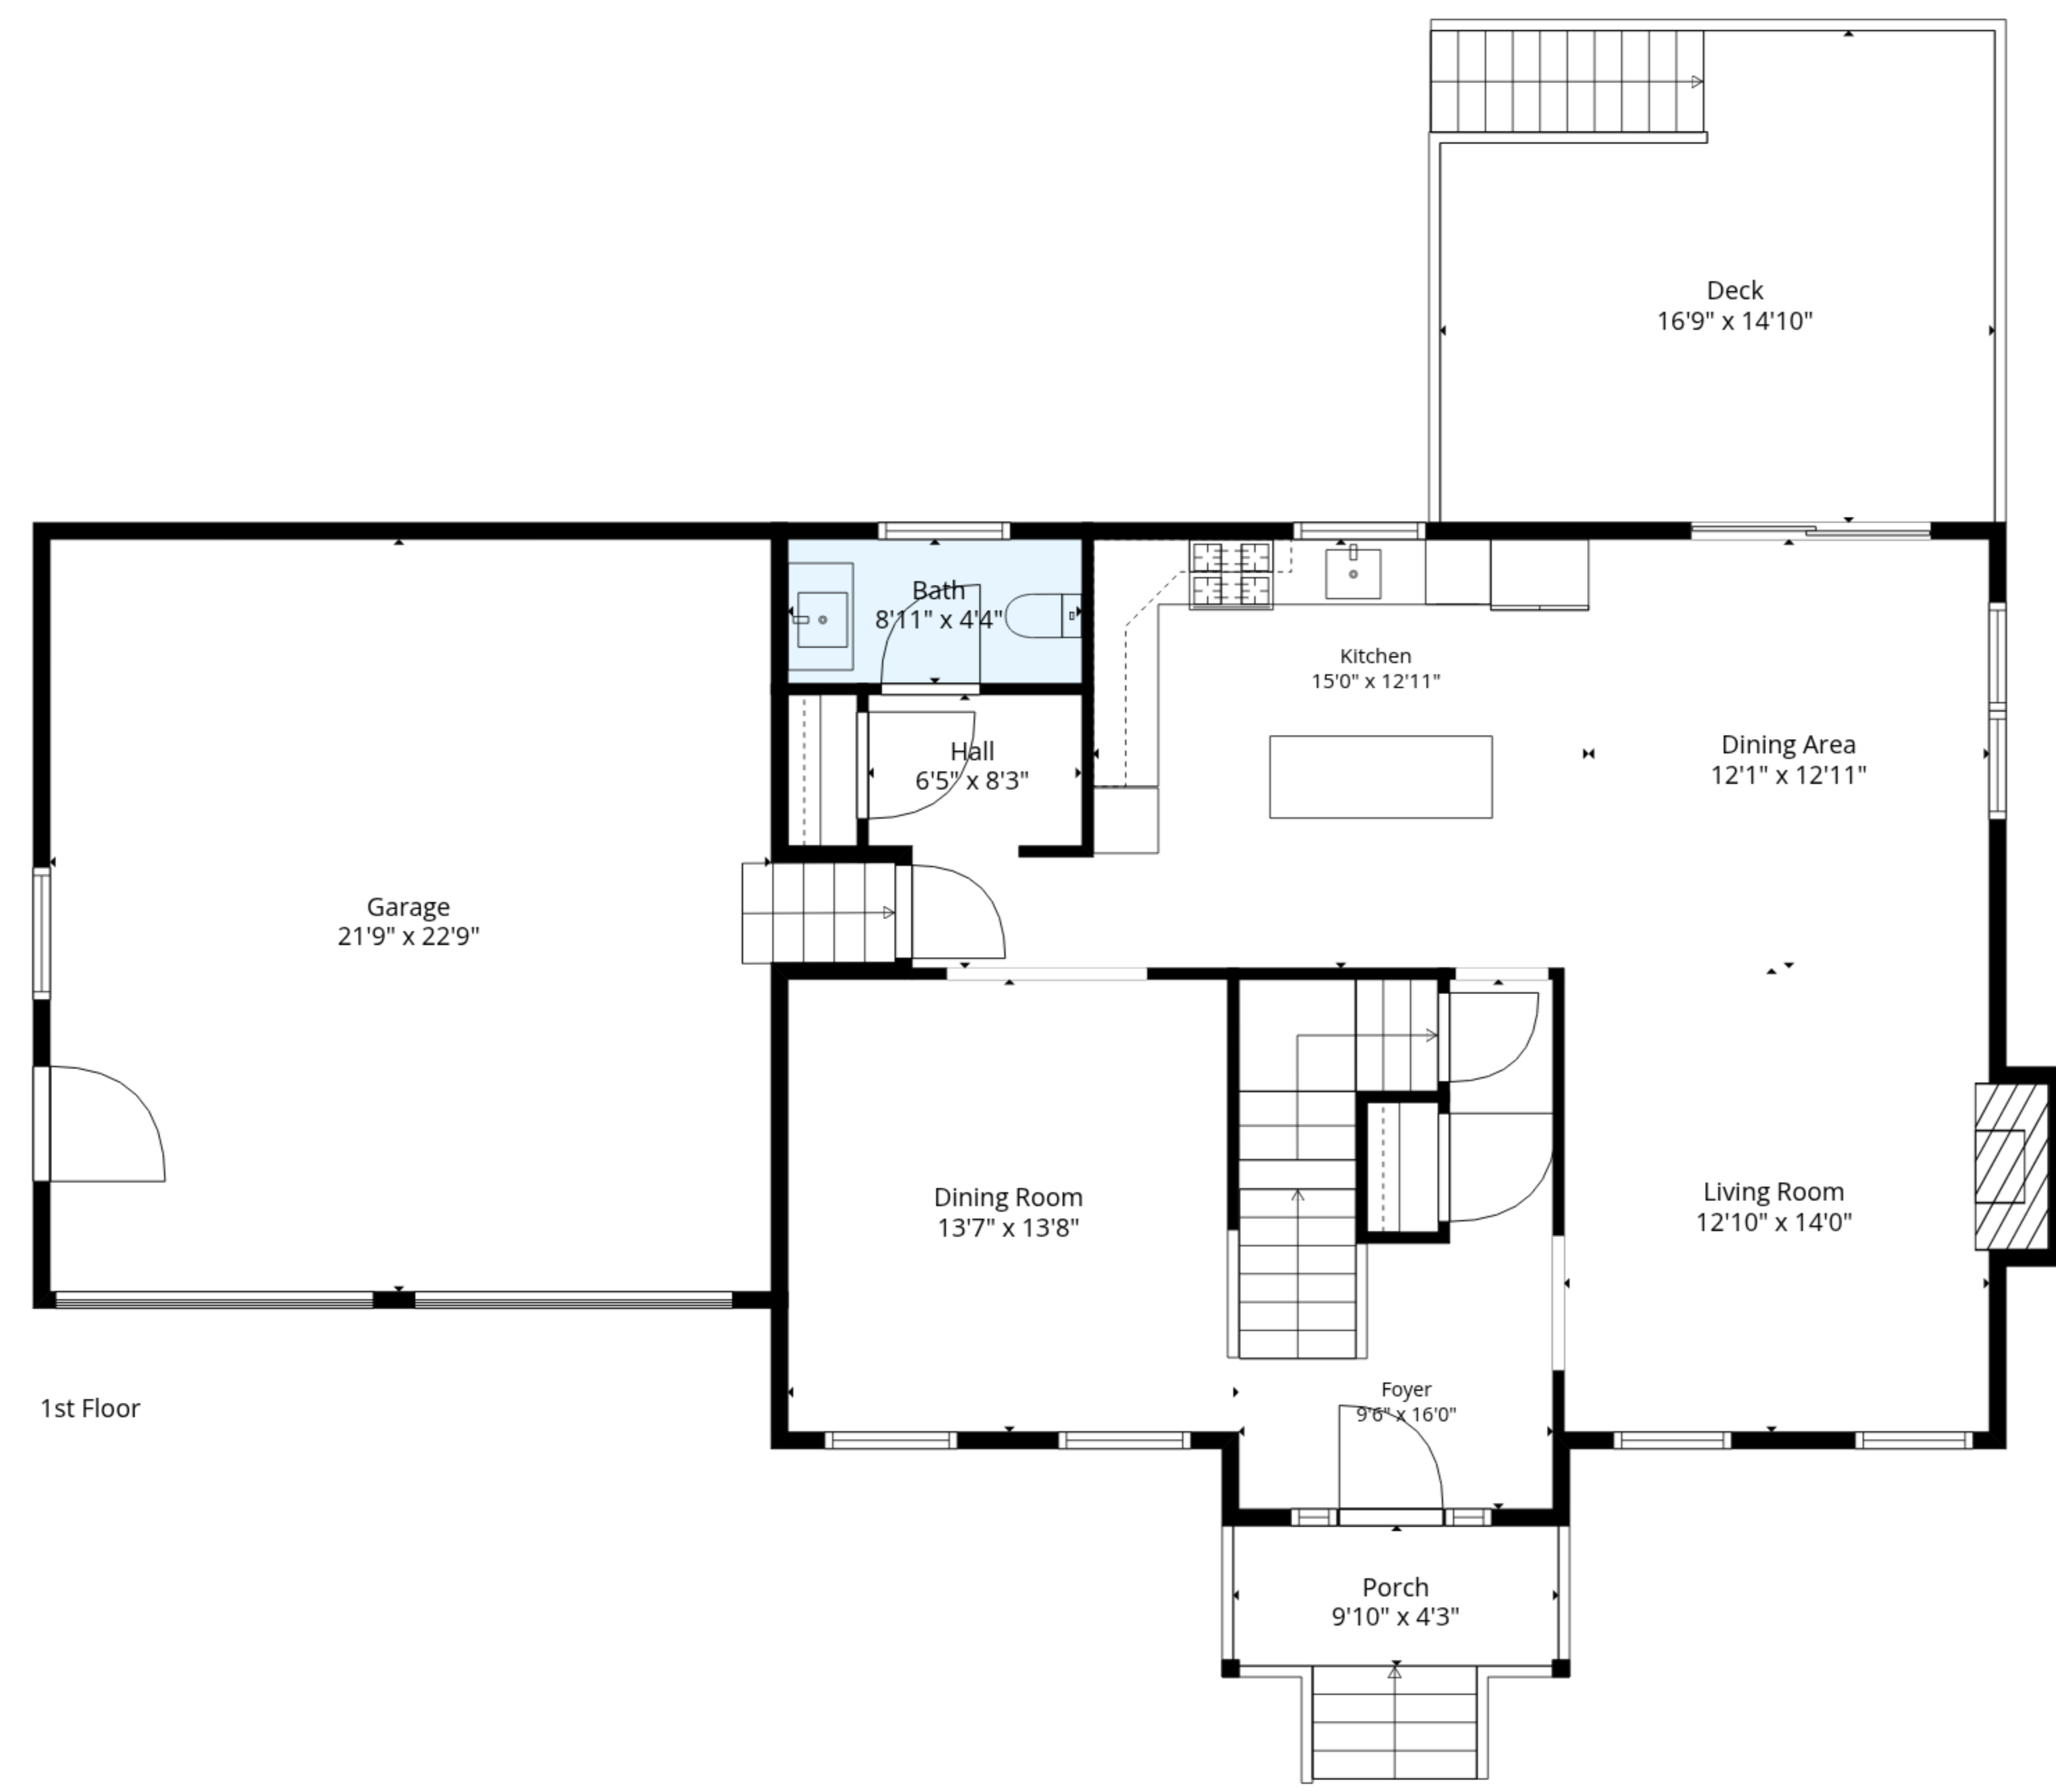 Deck
16'9" x 14'10"
Bath
8'11" x 4'4"
Kitchen
15'0" x 12'11"
Hall
6'5" x 8'3"
Dining Area
12'1" x 12'11"
Garage
21'9" x 22'9"
Dining Room
13'7" x 13'8"
Living Room
12'10" x 14'0"
1st Floor
Foyer
9'6" x 16'0"
Porch
9'10" x 4'3"